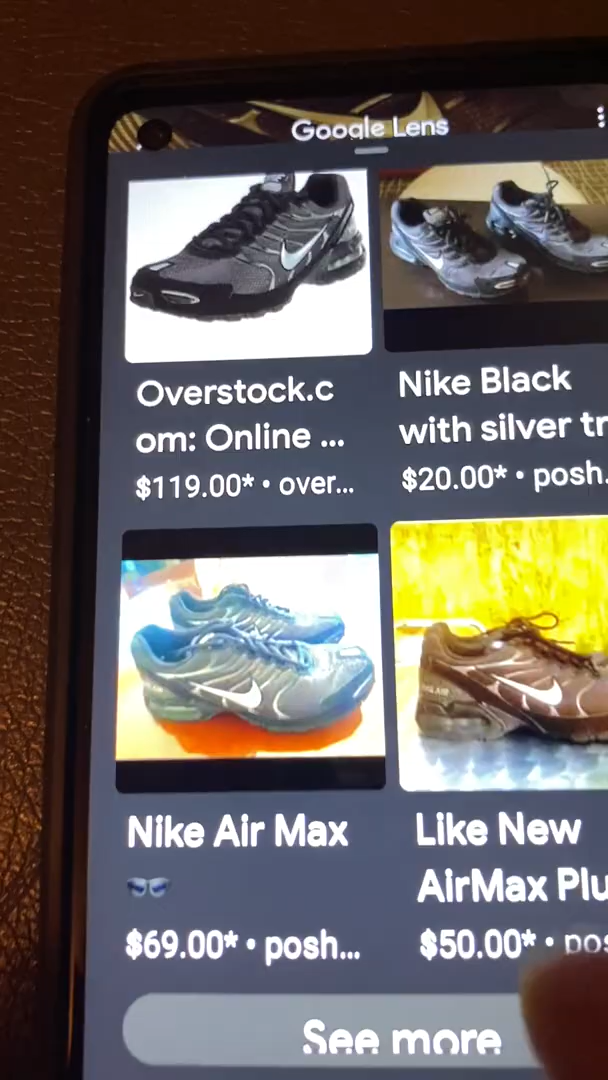 Google Lens
Overstock.c
om: Online ...
$119.00* • over...
Nike Black
with silver tr
$20.00* • posh.
Nike Air Max
🕶️
$69.00* • posh...
Like New
AirMax Plu
$50.00* • pos
See more